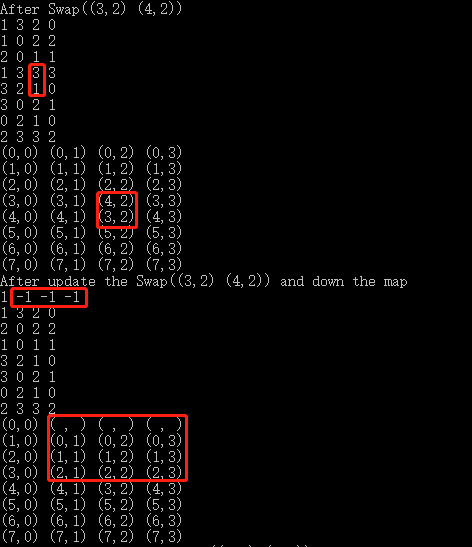 After Swap((3,2) (4,2))
1 3 2 0
1 0 2 2
2 0 1 1
1 3 3 3
3 2 1 0
3 0 2 1
0 2 1 0
2 3 3 2
(0,0) (0,1) (0,2) (0,3)
(1,0) (1,1) (1,2) (1,3)
(2,0) (2,1) (2,2) (2,3)
(3,0) (3,1) (4,2) (3,3)
(4,0) (4,1) (3,2) (4,3)
(5,0) (5,1) (5,2) (5,3)
(6,0) (6,1) (6,2) (6,3)
(7,0) (7,1) (7,2) (7,3)
After update the Swap((3,2) (4,2)) and down the map
1 -1 -1 -1
1 3 2 0
2 0 2 2
1 0 1 1
3 2 1 0
3 0 2 1
0 2 1 0
2 3 3 2
(0,0) ( , ) ( , ) ( , )
(1,0) (0,1) (0,2) (0,3)
(2,0) (1,1) (1,2) (1,3)
(3,0) (2,1) (2,2) (2,3)
(4,0) (4,1) (3,2) (4,3)
(5,0) (5,1) (5,2) (5,3)
(6,0) (6,1) (6,2) (6,3)
(7,0) (7,1) (7,2) (7,3)